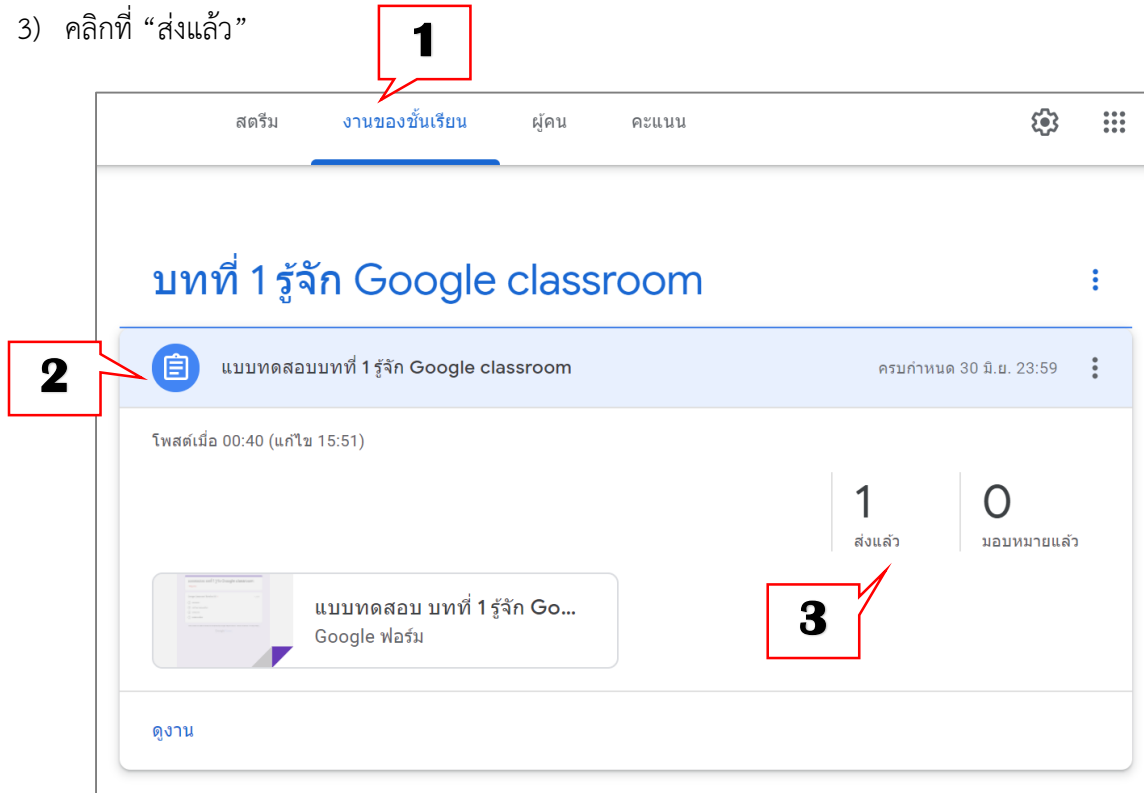 3) คลิกที่ “ส่งแล้ว”
1
สตรีม งานของชั้นเรียน ผู้คน คะแนน
บทที่ 1 รู้จัก Google classroom
2
แบบทดสอบบทที่ 1 รู้จัก Google classroom ครบกำหนด 30 มิ.ย. 23:59
โพสต์เมื่อ 00:40 (แก้ไข 15:51)
1 0
ส่งแล้ว มอบหมายแล้ว
3
แบบทดสอบ บทที่ 1 รู้จัก Go...
Google ฟอร์ม
ดูงาน